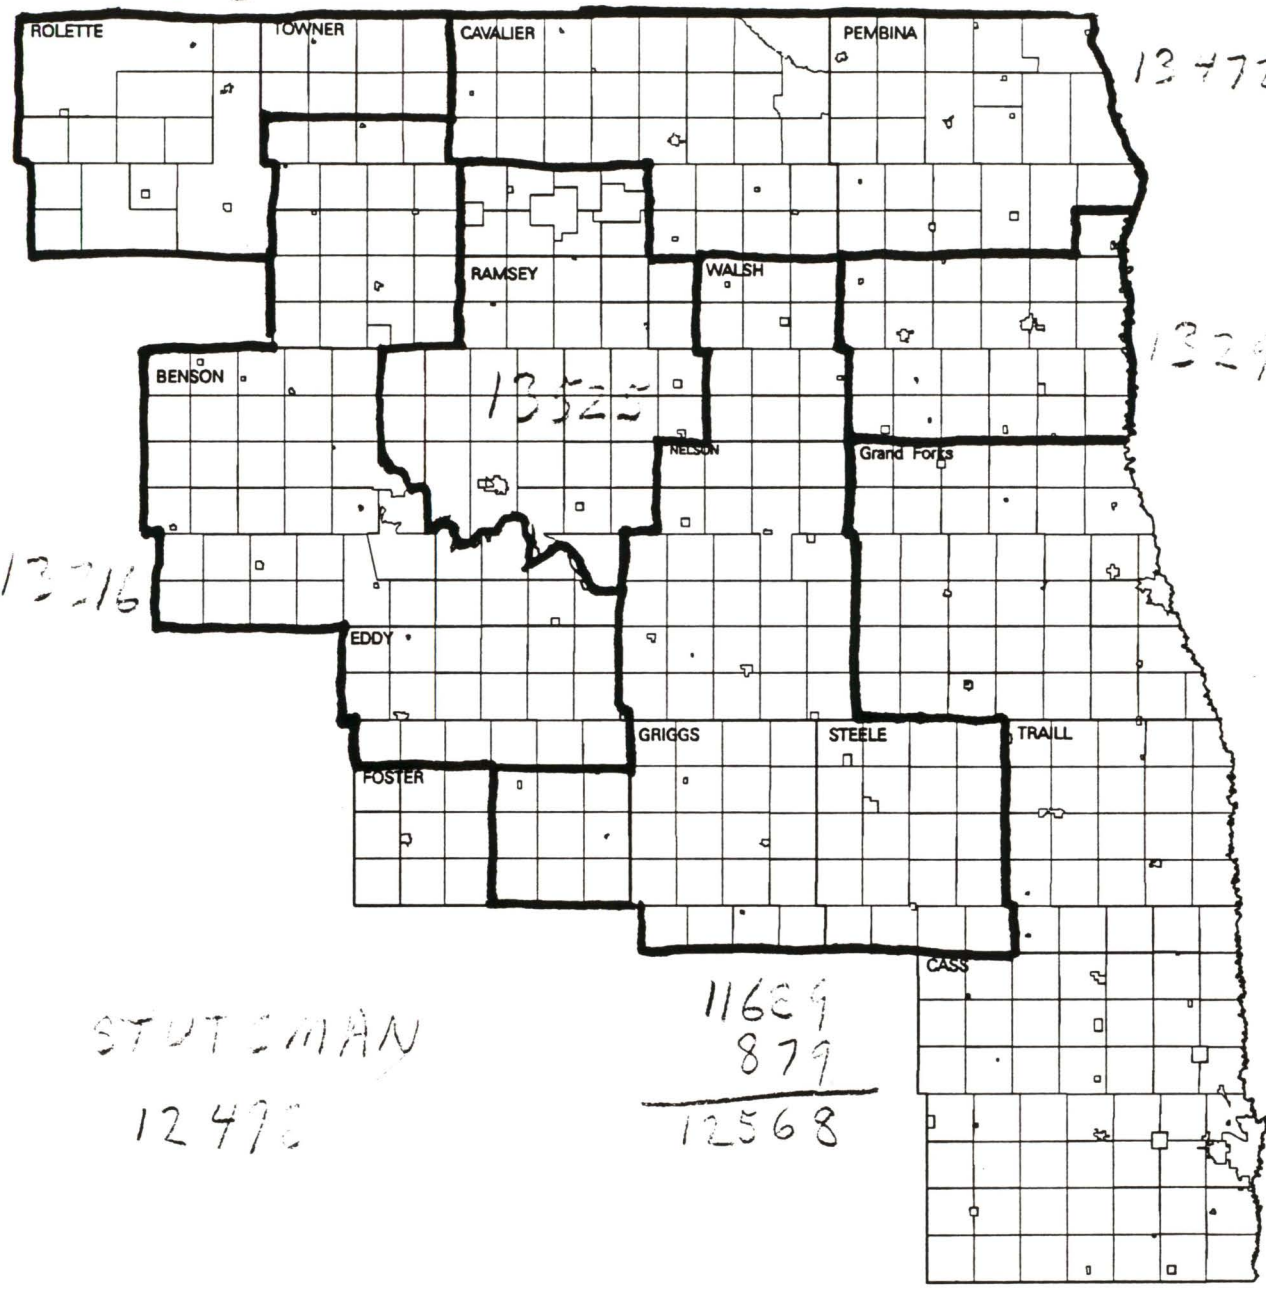 ROLETTE
TOWNER
CAVALIER
PEMBINA
RAMSEY
WALSH
BENSON
13525
NELSON
Grand Forks
EDDY
GRIGGS
STEELE
TRAILL
FOSTER
CASS
STUTSMAN
11689
879
12568